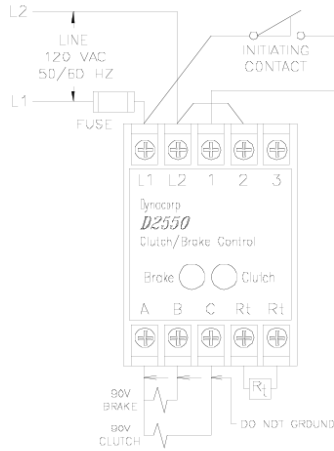 L2
LINE
120 VAC
50/60 HZ
INITIATING
CONTACT
L1
FUSE
L1 L2 1 2 3
Dynacorp
D2550
Clutch/Brake Control
Brake Clutch
A B C Rt Rt
90V
BRAKE
Rt
DO NOT GROUND
90V
CLUTCH